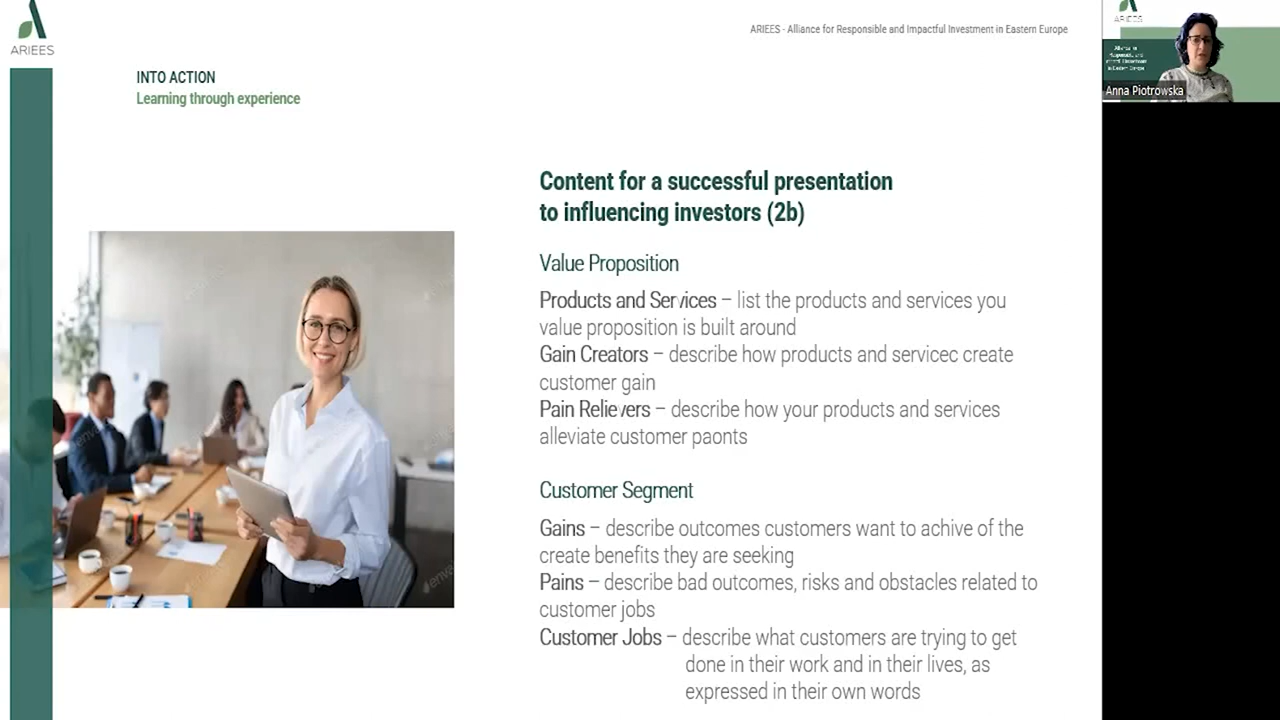 ARIEES
ARIEES - Alliance for Responsible and Impactful Investment in Eastern Europe
INTO ACTION
Learning through experience
Content for a successful presentation
to influencing investors (2b)
Value Proposition
Products and Services – list the products and services you
value proposition is built around
Gain Creators – describe how products and servicec create
customer gain
Pain Relievers – describe how your products and services
alleviate customer paonts
Customer Segment
Gains – describe outcomes customers want to achive of the
create benefits they are seeking
Pains – describe bad outcomes, risks and obstacles related to
customer jobs
Customer Jobs – describe what customers are trying to get
done in their work and in their lives, as
expressed in their own words
ARIEES
Anna Piotrowska